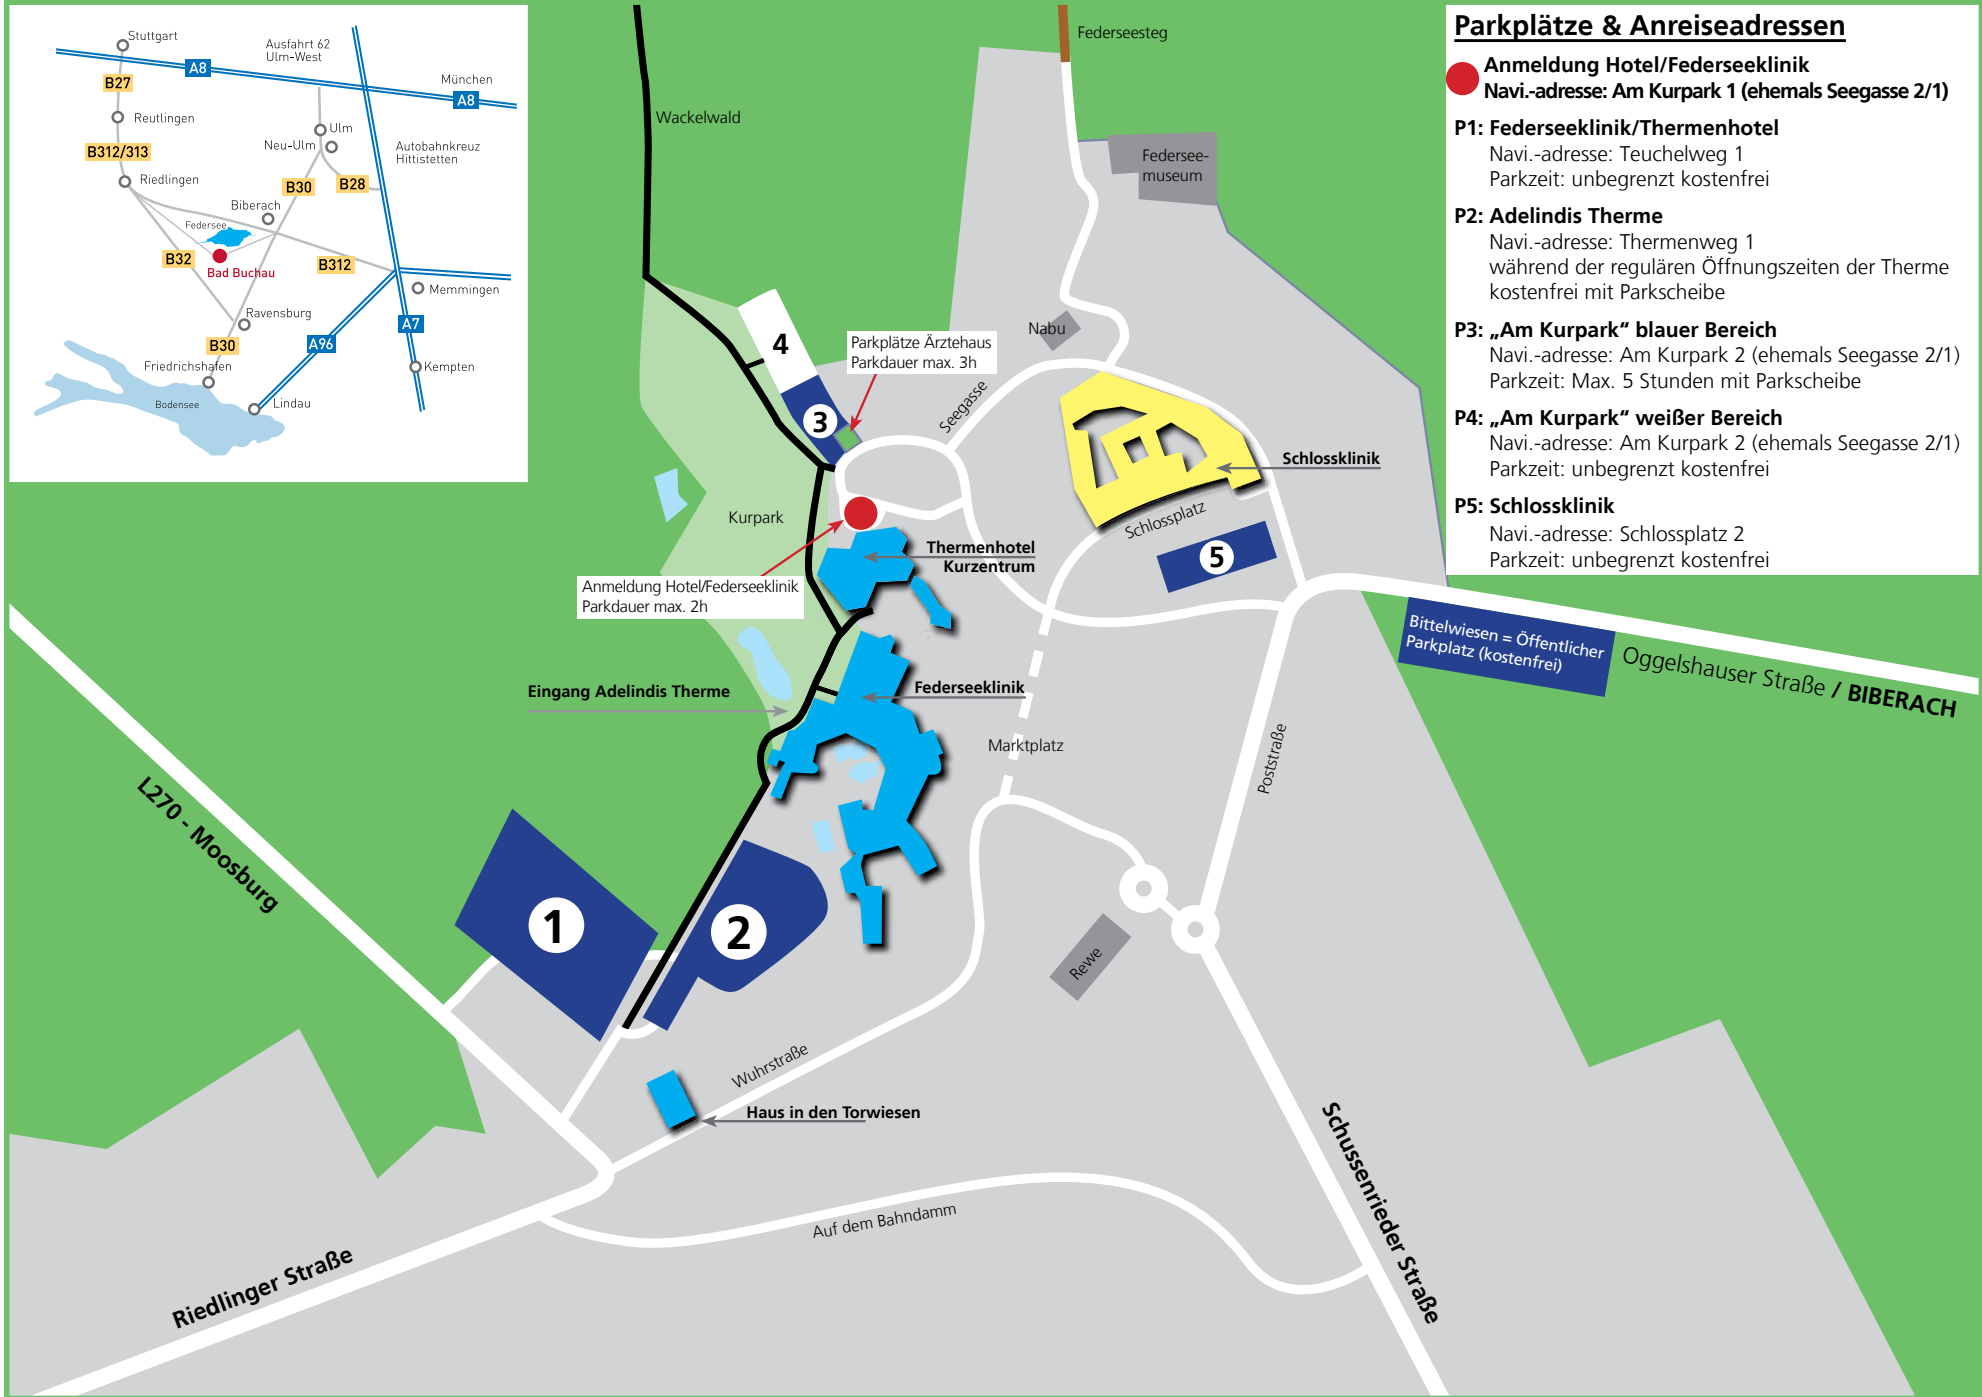 Stuttgart
Ausfahrt 62
Ulm-West
A8
B27
München
A8
Reutlingen
Ulm
Neu-Ulm
Autobahnkreuz
Hittistetten
B312/313
Riedlingen
B30
B28
Biberach
Federsee
B32
Bad Buchau
B312
Memmingen
Ravensburg
A7
B30
A96
Friedrichshafen
Kempten
Bodensee
Lindau
Parkplätze & Anreiseadressen
Anmeldung Hotel/Federseeklinik
Navi.-adresse: Am Kurpark 1 (ehemals Seegasse 2/1)
P1: Federseeklinik/Thermenhotel
Navi.-adresse: Teuchelweg 1
Parkzeit: unbegrenzt kostenfrei
P2: Adelindis Therme
Navi.-adresse: Thermenweg 1
während der regulären Öffnungszeiten der Therme
kostenfrei mit Parkscheibe
P3: „Am Kurpark“ blauer Bereich
Navi.-adresse: Am Kurpark 2 (ehemals Seegasse 2/1)
Parkzeit: Max. 5 Stunden mit Parkscheibe
P4: „Am Kurpark“ weißer Bereich
Navi.-adresse: Am Kurpark 2 (ehemals Seegasse 2/1)
Parkzeit: unbegrenzt kostenfrei
P5: Schlossklinik
Navi.-adresse: Schlossplatz 2
Parkzeit: unbegrenzt kostenfrei
Federseesteg
Wackelwald
Federsee-
museum
Nabu
4
Parkplätze Ärztehaus
Parkdauer max. 3h
3
Seegasse
Schlossklinik
Kurpark
Schlossplatz
Thermenhotel
Kurzentrum
5
Anmeldung Hotel/Federseeklinik
Parkdauer max. 2h
Bittelwiesen = Öffentlicher
Parkplatz (kostenfrei)
Oggelshauser Straße / BIBERACH
Eingang Adelindis Therme
Federseeklinik
Marktplatz
Poststraße
L270 - Moosburg
1
2
Rewe
Wuhrstraße
Haus in den Torwiesen
Schussenrieder Straße
Auf dem Bahndamm
Riedlinger Straße